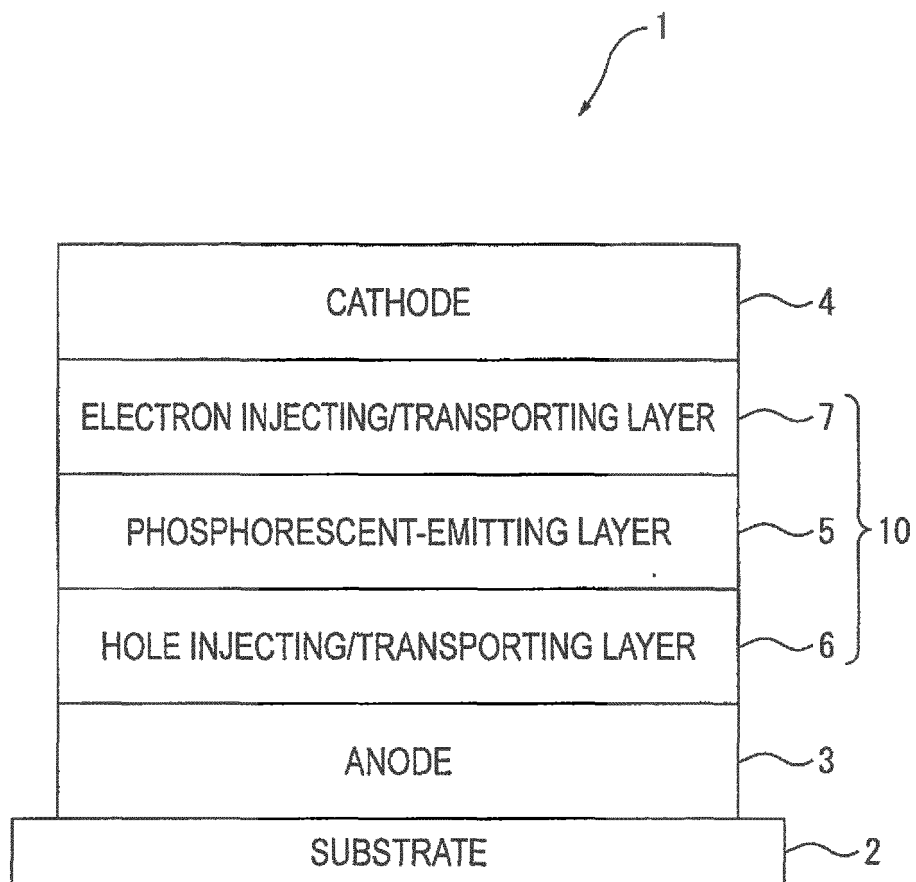 1
CATHODE 4
ELECTRON INJECTING/TRANSPORTING LAYER 7
PHOSPHORESCENT-EMITTING LAYER 5 10
HOLE INJECTING/TRANSPORTING LAYER 6
ANODE 3
SUBSTRATE 2